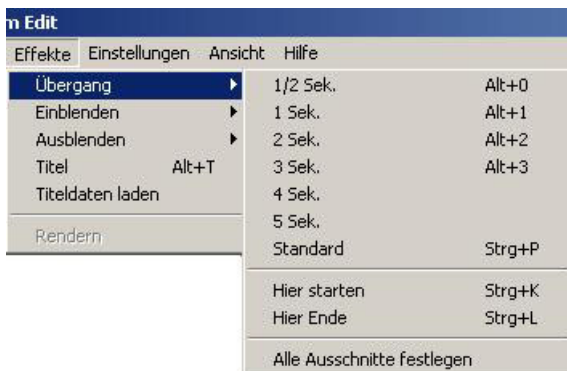 m Edit
Effekte Einstellungen Ansicht Hilfe
Übergang
Einblenden
Ausblenden
Titel Alt+T
Titeldaten laden
Rendern
1/2 Sek. Alt+0
1 Sek. Alt+1
2 Sek. Alt+2
3 Sek. Alt+3
4 Sek.
5 Sek.
Standard Strg+P
Hier starten Strg+K
Hier Ende Strg+L
Alle Ausschnitte festlegen